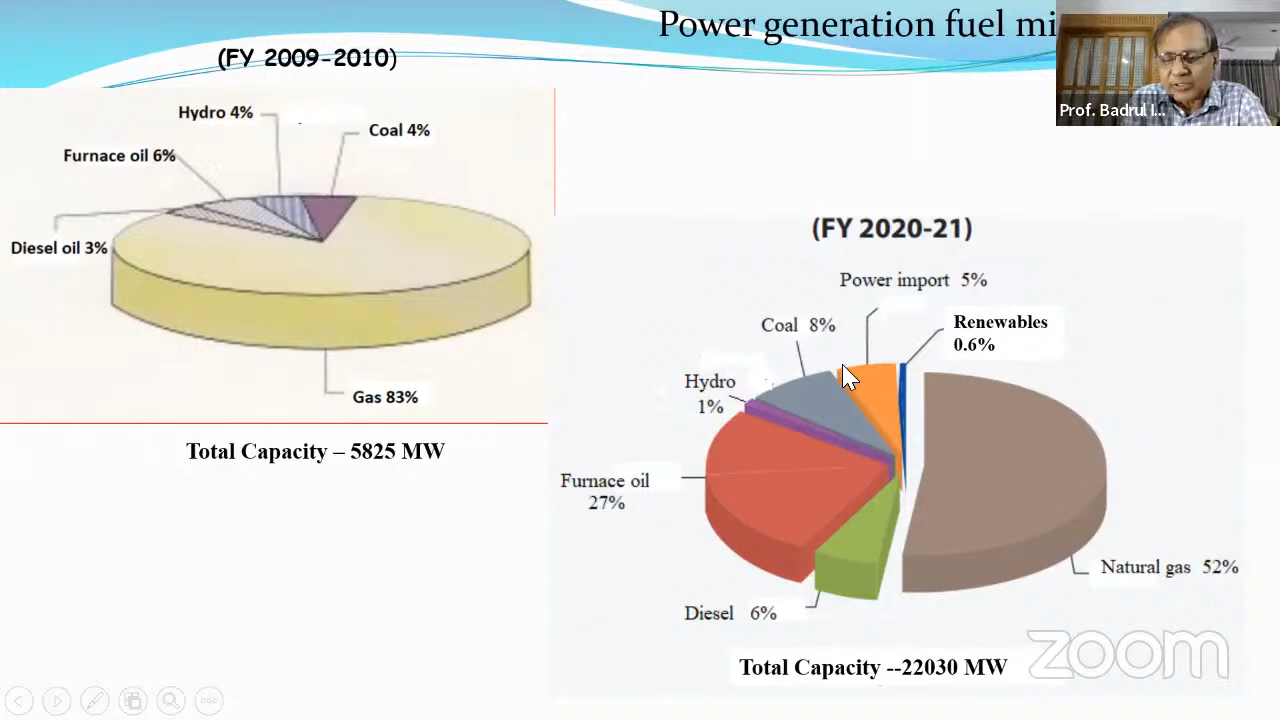 Power generation fuel mi
Prof. Badrul I...
(FY 2009-2010)
Hydro 4%
Coal 4%
Furnace oil 6%
Diesel oil 3%
Gas 83%
Total Capacity – 5825 MW
(FY 2020-21)
Power import 5%
Coal 8%
Renewables
0.6%
Hydro
1%
Furnace oil
27%
Natural gas 52%
Diesel 6%
Total Capacity --22030 MW
zoom